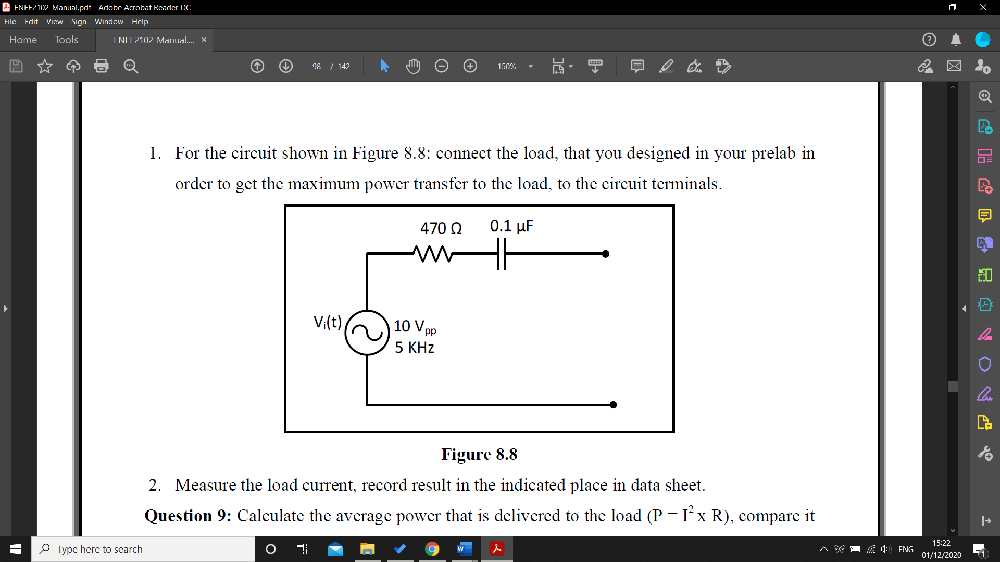 ENEE2102_Manual.pdf - Adobe Acrobat Reader DC
File Edit View Sign Window Help
Home Tools ENEE2102_Manual.... ×
98 / 142 150%
1. For the circuit shown in Figure 8.8: connect the load, that you designed in your prelab in
order to get the maximum power transfer to the load, to the circuit terminals.
470 Ω 0.1 µF
Vi(t) 10 Vpp
5 KHz
Figure 8.8
2. Measure the load current, record result in the indicated place in data sheet.
Question 9: Calculate the average power that is delivered to the load (P = I² x R), compare it
Type here to search
ENG
15:22
01/12/2020
1